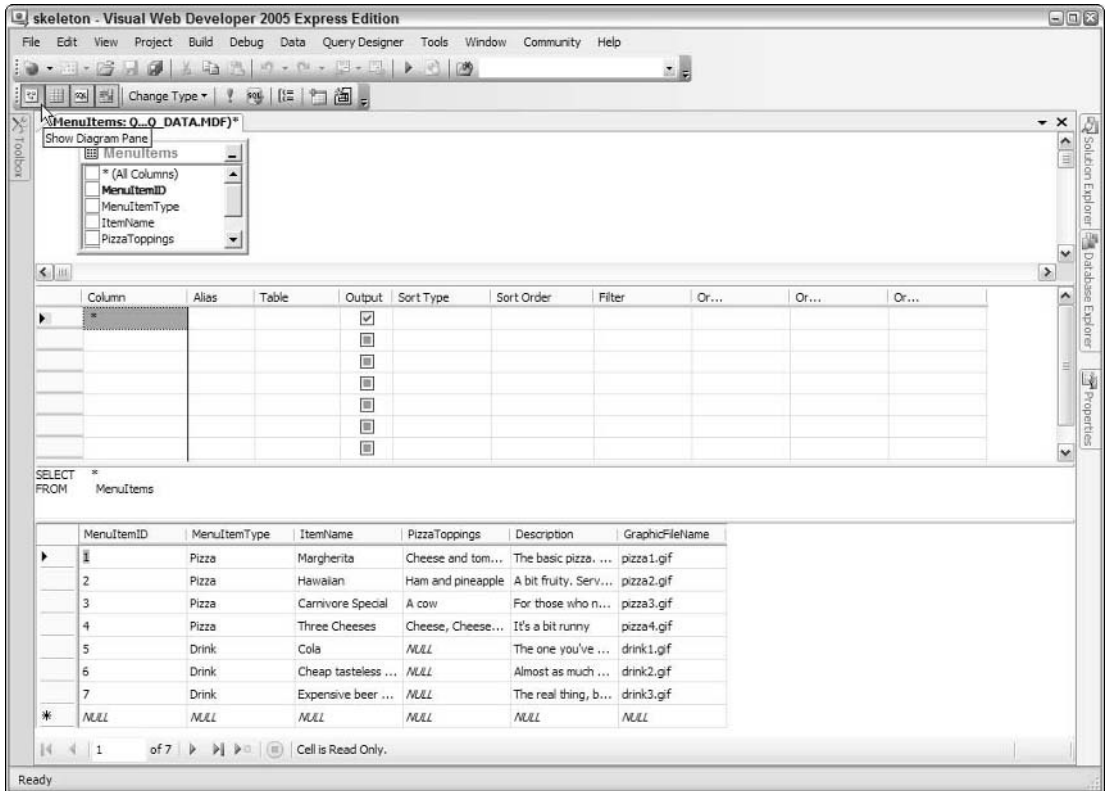 skeleton - Visual Web Developer 2005 Express Edition
File Edit View Project Build Debug Data Query Designer Tools Window Community Help
Change Type
MenuItems: Q...Q_DATA.MDF)*
Show Diagram Pane
Toolbox
Solution Explorer
Database Explorer
Properties
MenuItems
* (All Columns)
MenuItemID
MenuItemType
ItemName
PizzaToppings
Column Alias Table Output Sort Type Sort Order Filter Or... Or... Or...
*
SELECT *
FROM MenuItems
MenuItemID MenuItemType ItemName PizzaToppings Description GraphicFileName
1 Pizza Margherita Cheese and tom... The basic pizza. ... pizza1.gif
2 Pizza Hawaiian Ham and pineapple A bit fruity. Serv... pizza2.gif
3 Pizza Carnivore Special A cow For those who n... pizza3.gif
4 Pizza Three Cheeses Cheese, Cheese... It's a bit runny pizza4.gif
5 Drink Cola NULL The one you've ... drink1.gif
6 Drink Cheap tasteless ... NULL Almost as much ... drink2.gif
7 Drink Expensive beer ... NULL The real thing, b... drink3.gif
* NULL NULL NULL NULL NULL NULL
1 of 7 Cell is Read Only.
Ready